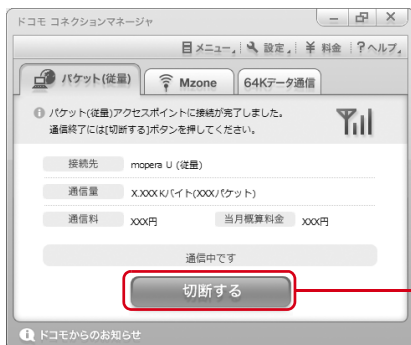 ドコモ コネクションマネージャ
メニュー 設定 ¥ 料金 ? ヘルプ
パケット(従量) Mzone 64Kデータ通信
パケット(従量)アクセスポイントに接続が完了しました。
通信終了には[切断する]ボタンを押してください。
接続先 mopera U (従量)
通信量 X.XXX Kバイト(XXXパケット)
通信料 XXX円 当月概算料金 XXX円
通信中です
切断する
ドコモからのお知らせ